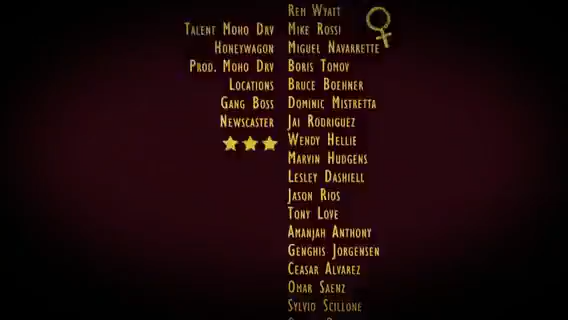 Rem Wyatt
Talent Moho Drv Mike Rossi
Honeywagon Miguel Navarrette
Prod. Moho Drv Boris Tomov
Locations Bruce Boehner
Gang Boss Dominic Mistretta
Newscaster Jai Rodriguez
Wendy Hellie
Marvin Hudgens
Lesley Dashiell
Jason Rios
Tony Love
Amanjah Anthony
Genghis Jorgensen
Ceasar Alvarez
Omar Saenz
Sylvio Scillone